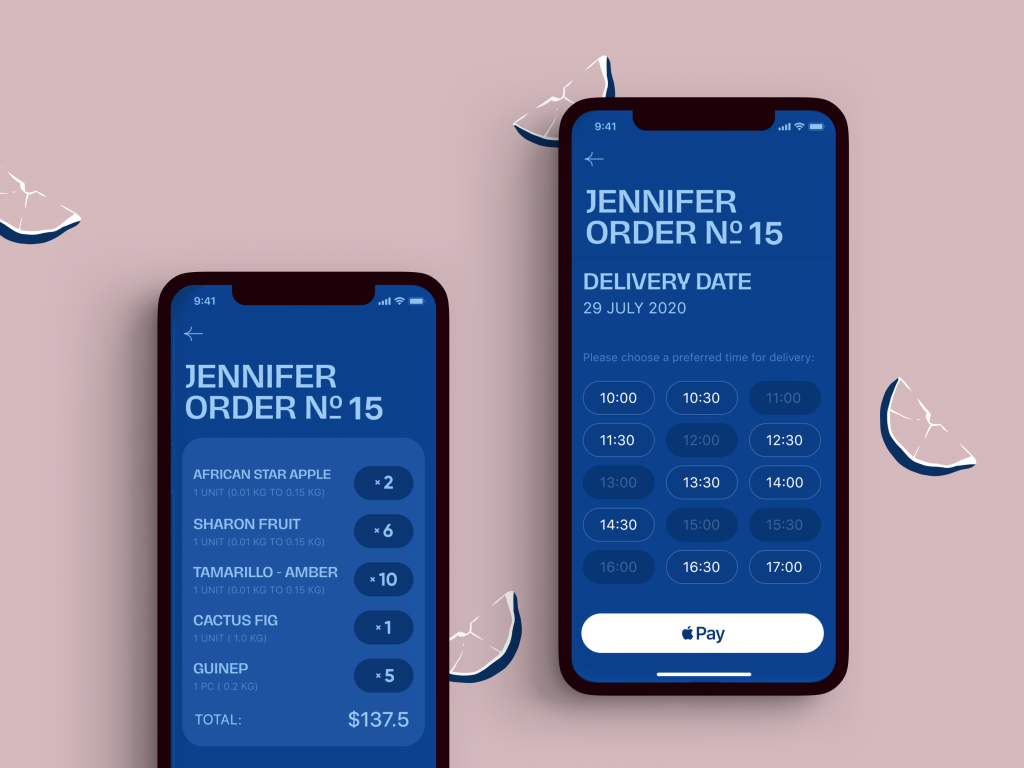 9:41
JENNIFER
ORDER Nº 15
AFRICAN STAR APPLE
1 UNIT (0.01 KG TO 0.15 KG)
× 2
SHARON FRUIT
1 UNIT (0.01 KG TO 0.15 KG)
× 6
TAMARILLO - AMBER
1 UNIT (0.01 KG TO 0.15 KG)
× 10
CACTUS FIG
1 UNIT ( 1.0 KG)
× 1
GUINEP
1 PC ( 0.2 KG)
× 5
TOTAL: $137.5
9:41
JENNIFER
ORDER Nº 15
DELIVERY DATE
29 JULY 2020
Please choose a preferred time for delivery:
10:00 10:30 11:00
11:30 12:00 12:30
13:00 13:30 14:00
14:30 15:00 15:30
16:00 16:30 17:00
Pay